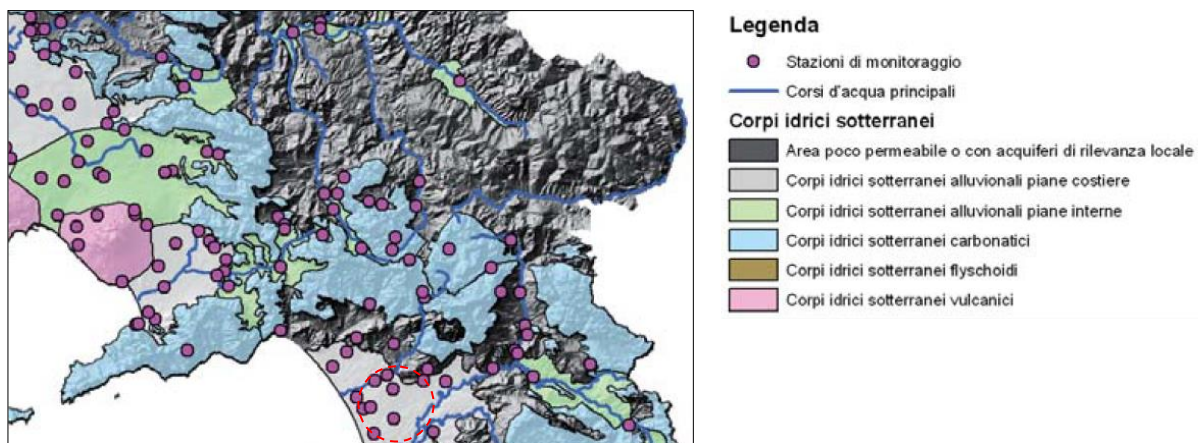 Legenda
Stazioni di monitoraggio
Corsi d'acqua principali
Corpi idrici sotterranei
Area poco permeabile o con acquiferi di rilevanza locale
Corpi idrici sotterranei alluvionali piane costiere
Corpi idrici sotterranei alluvionali piane interne
Corpi idrici sotterranei carbonatici
Corpi idrici sotterranei flyschoidi
Corpi idrici sotterranei vulcanici